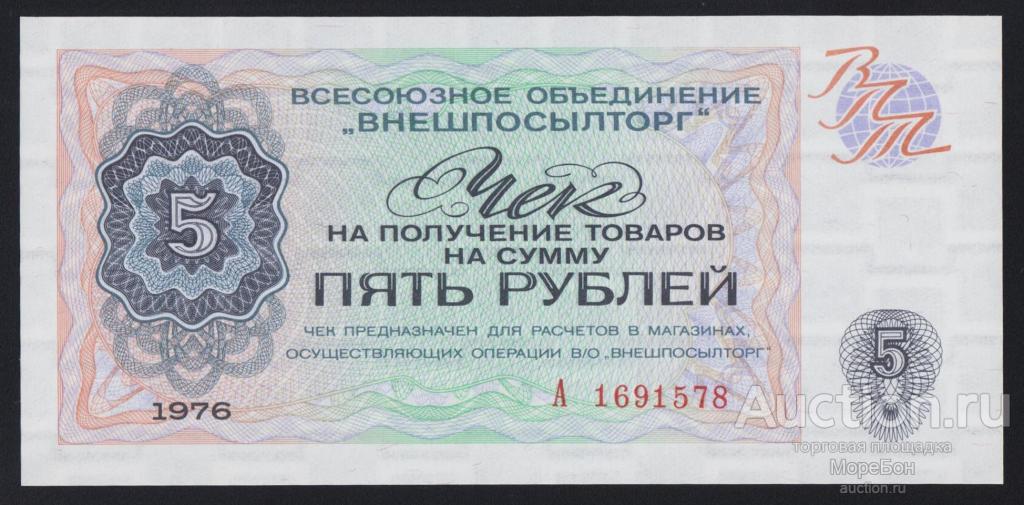 ВСЕСОЮЗНОЕ ОБЪЕДИНЕНИЕ
„ВНЕШПОСЫЛТОРГ"
ВПТ
Чек
НА ПОЛУЧЕНИЕ ТОВАРОВ
НА СУММУ
ПЯТЬ РУБЛЕЙ
5
ЧЕК ПРЕДНАЗНАЧЕН ДЛЯ РАСЧЕТОВ В МАГАЗИНАХ,
ОСУЩЕСТВЛЯЮЩИХ ОПЕРАЦИИ В/О „ВНЕШПОСЫЛТОРГ"
5
1976
А 1691578
Auction.ru
торговая площадка
МореБон
auction.ru